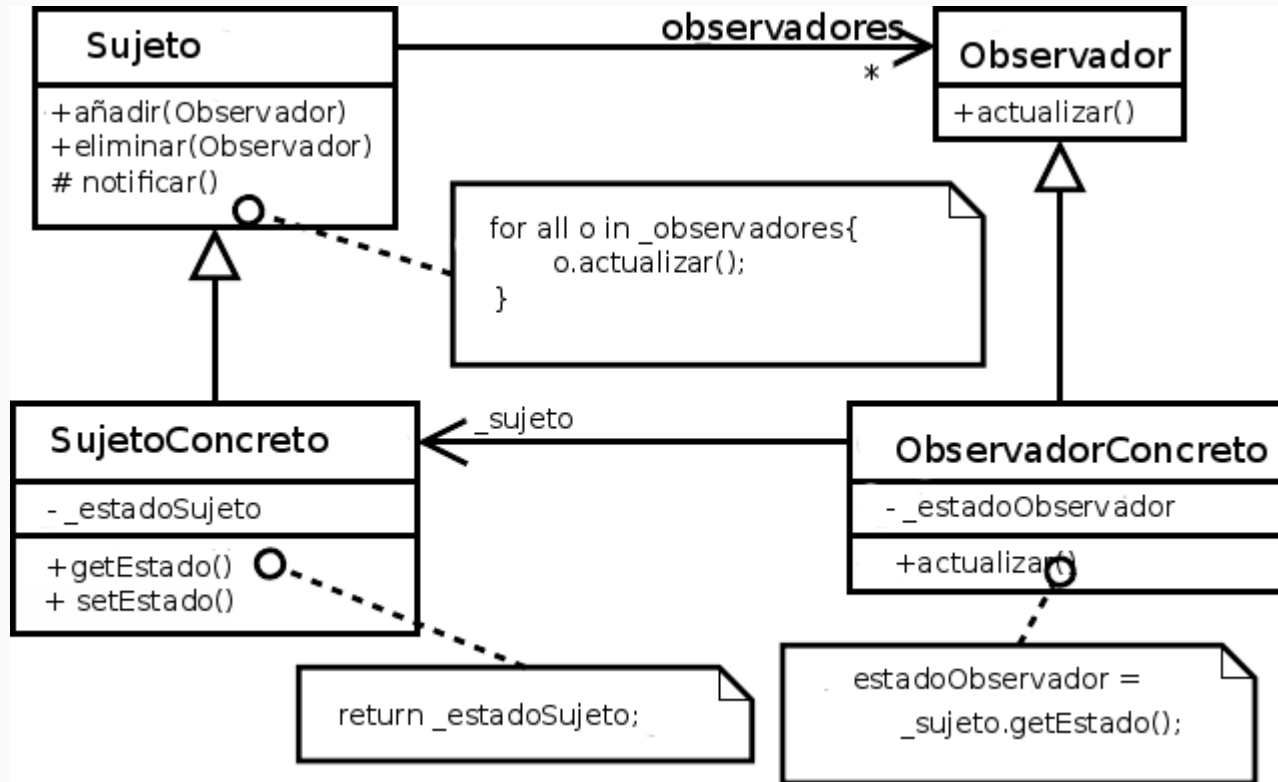 Sujeto
+añadir(Observador)
+eliminar(Observador)
# notificar()
observadores
*
Observador
+actualizar()
for all o in _observadores{
o.actualizar();
}
SujetoConcreto
- _estadoSujeto
+getEstado()
+ setEstado()
_sujeto
ObservadorConcreto
- _estadoObservador
+actualizar()
return _estadoSujeto;
estadoObservador =
_sujeto.getEstado();